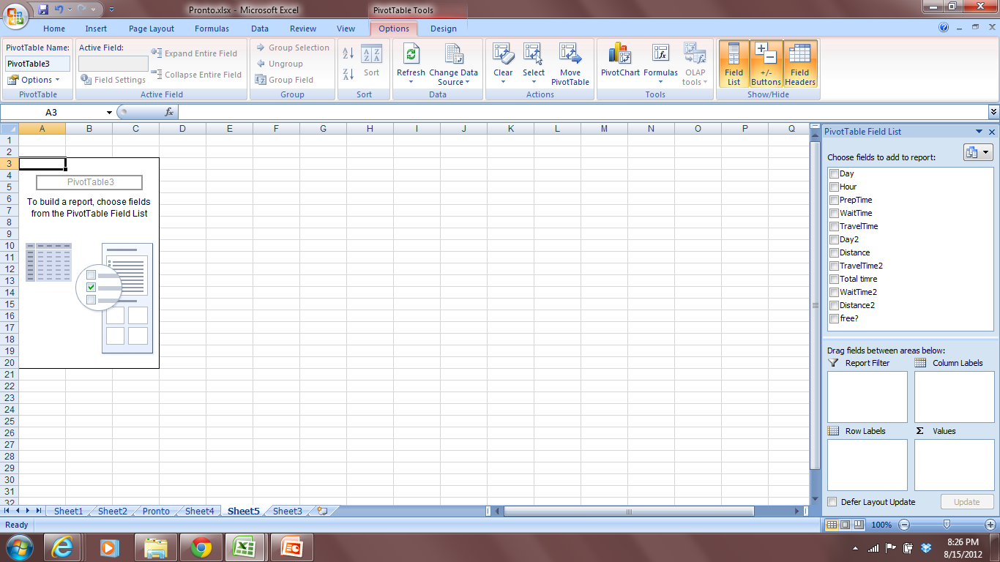 Pronto.xlsx - Microsoft Excel
PivotTable Tools
Home Insert Page Layout Formulas Data Review View Options Design
PivotTable Name:
PivotTable3
Options
PivotTable
Active Field:
Field Settings
Expand Entire Field
Collapse Entire Field
Active Field
Group Selection
Ungroup
Group Field
Group
Sort
Sort
Refresh
Change Data
Source
Data
Clear
Select
Move
PivotTable
Actions
PivotChart
Formulas
OLAP
tools
Tools
Field
List
+/-
Buttons
Field
Headers
Show/Hide
A3
fx
A B C D E F G H I J K L M N O P Q
1
2
3
4
5
6
7
8
9
10
11
12
13
14
15
16
17
18
19
20
21
22
23
24
25
26
27
28
29
30
31
32
PivotTable3
To build a report, choose fields
from the PivotTable Field List
PivotTable Field List
Choose fields to add to report:
Day
Hour
PrepTime
WaitTime
TravelTime
Day2
Distance
TravelTime2
Total timre
WaitTime2
Distance2
free?
Drag fields between areas below:
Report Filter
Column Labels
Row Labels
Σ Values
Defer Layout Update
Update
Sheet1 Sheet2 Pronto Sheet4 Sheet5 Sheet3
Ready
100%
8:26 PM
8/15/2012